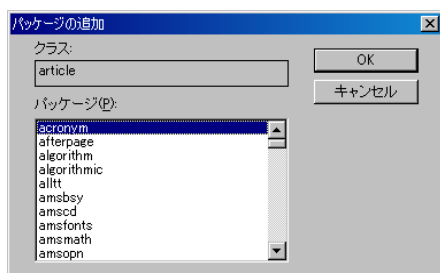 パッケージの追加
クラス:
article
OK
キャンセル
パッケージ(P):
acronym
afterpage
algorithm
algorithmic
alltt
amsbsy
amscd
amsfonts
amsmath
amsopn